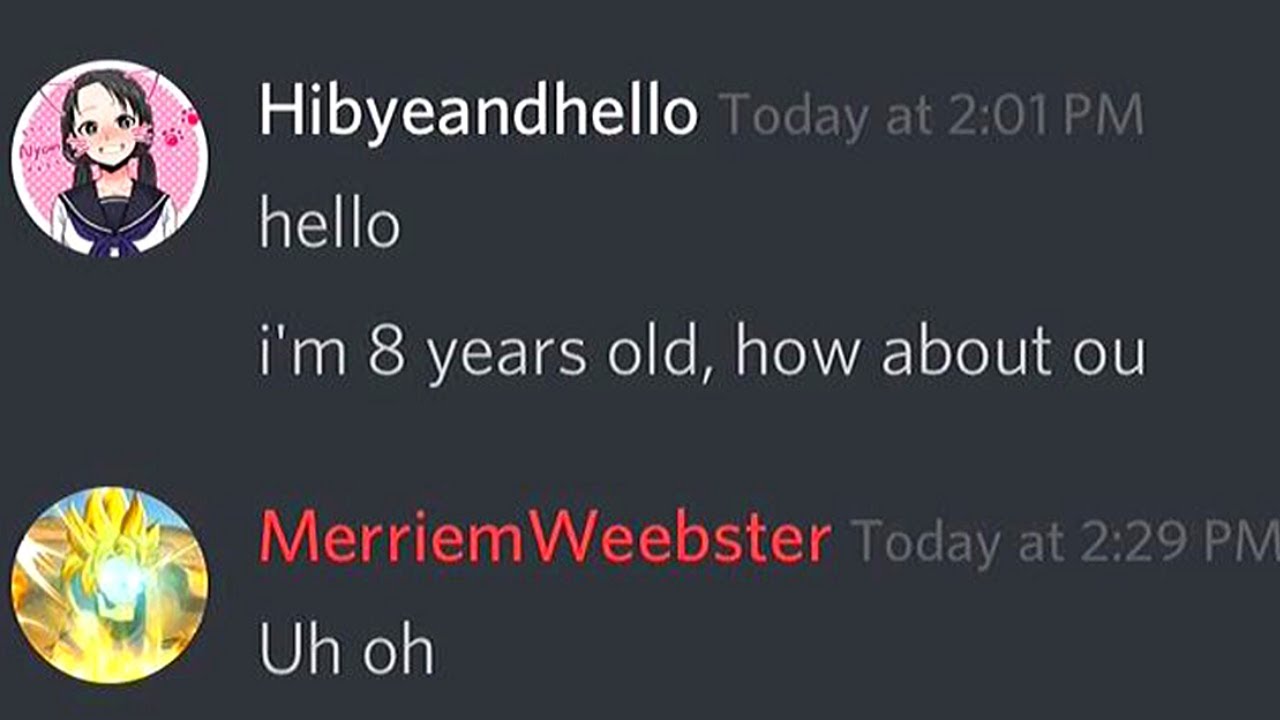 Hibyeandhello Today at 2:01 PM
hello
i'm 8 years old, how about ou
MerriemWeebster Today at 2:29 PM
Uh oh